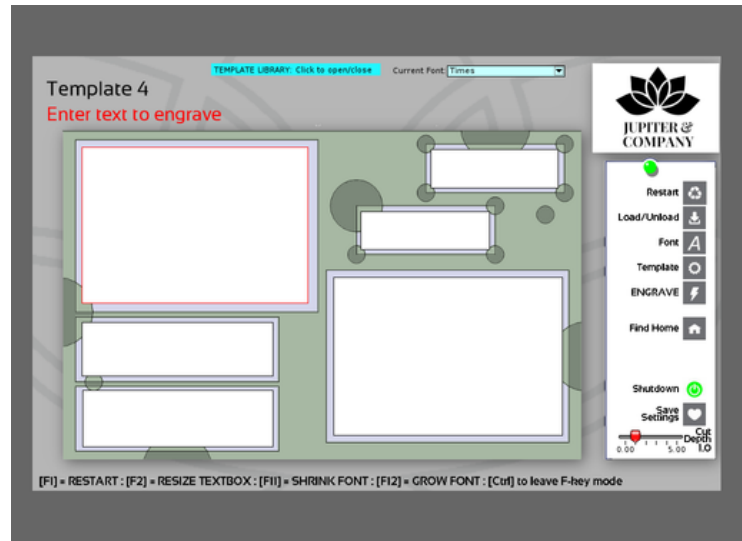 TEMPLATE LIBRARY: Click to open/close
Current Font: Times
Template 4
Enter text to engrave
JUPITER &
COMPANY
Restart
Load/Unload
Font
A
Template
ENGRAVE
Find Home
Shutdown
Save
Settings
Cut
Depth
0.00 5.00 1.0
[F1] = RESTART : [F2] = RESIZE TEXTBOX : [F11] = SHRINK FONT : [F12] = GROW FONT : [Ctrl] to leave F-key mode